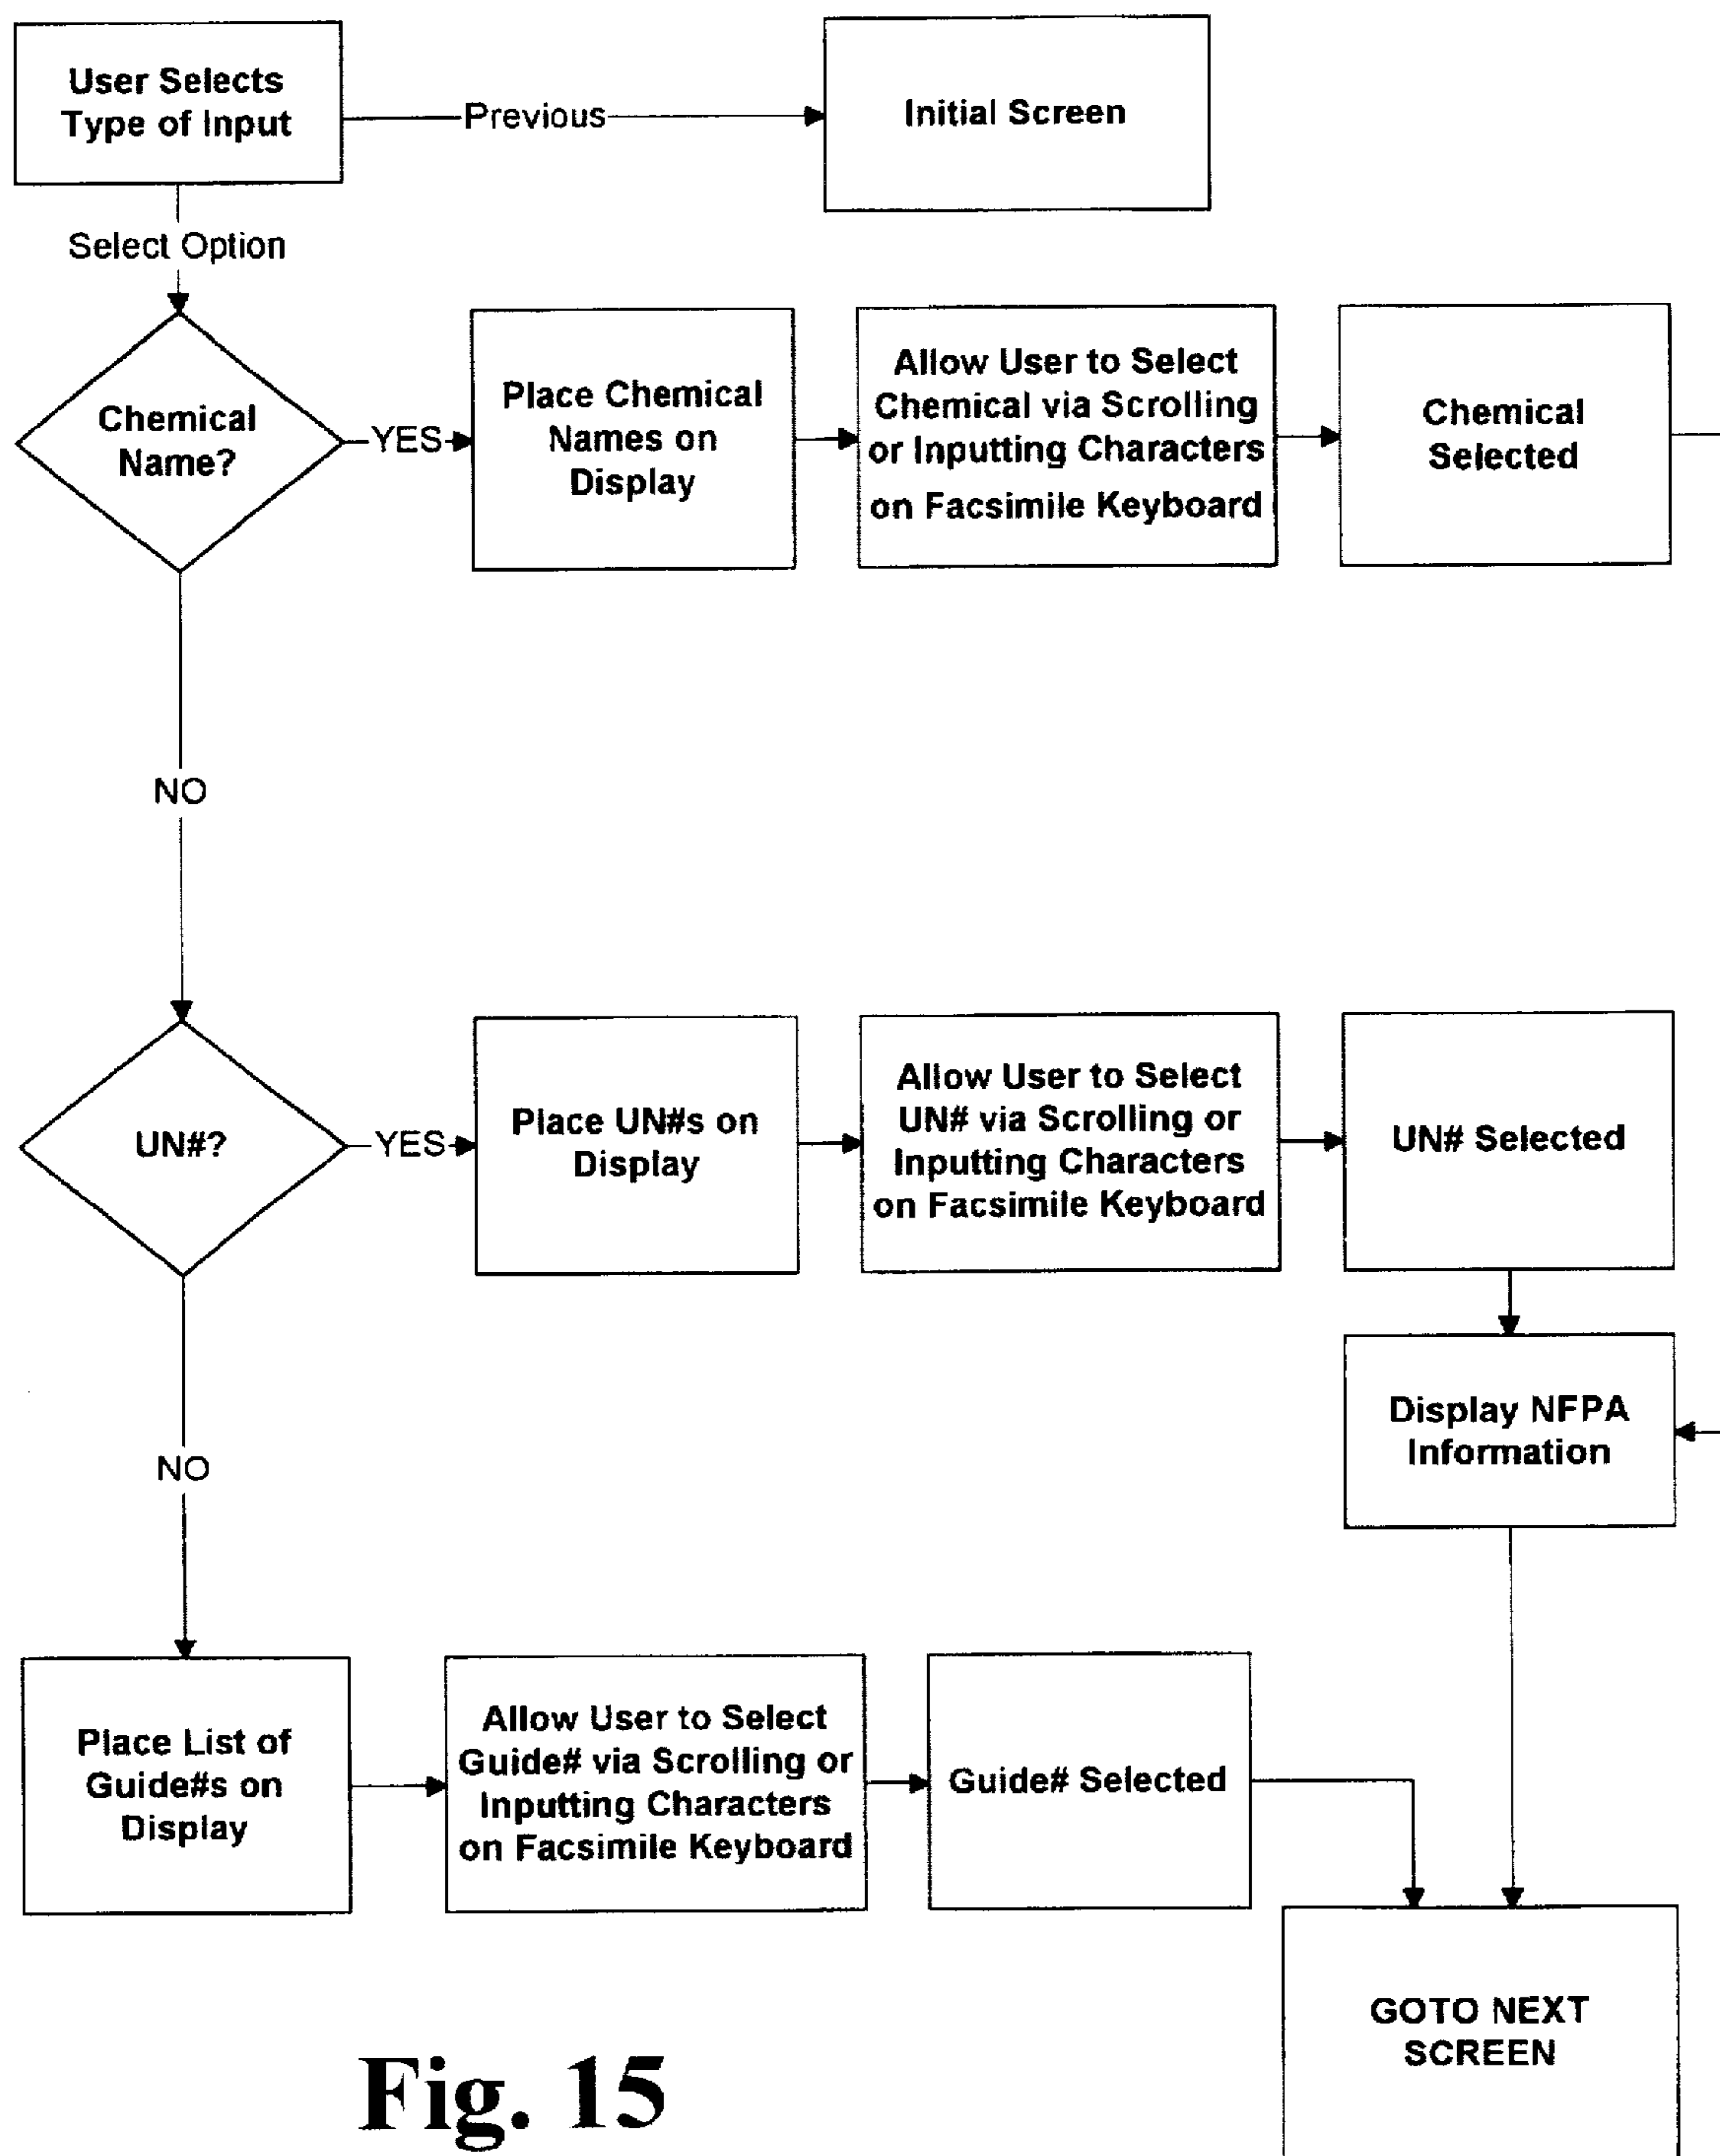 User Selects
Type of Input
Previous
Initial Screen
Select Option
Chemical
Name?
YES
Place Chemical
Names on
Display
Allow User to Select
Chemical via Scrolling
or Inputting Characters
on Facsimile Keyboard
Chemical
Selected
NO
UN#?
YES
Place UN#s on
Display
Allow User to Select
UN# via Scrolling or
Inputting Characters
on Facsimile Keyboard
UN# Selected
Display NFPA
Information
NO
Place List of
Guide#s on
Display
Allow User to Select
Guide# via Scrolling or
Inputting Characters
on Facsimile Keyboard
Guide# Selected
GOTO NEXT
SCREEN
Fig. 15